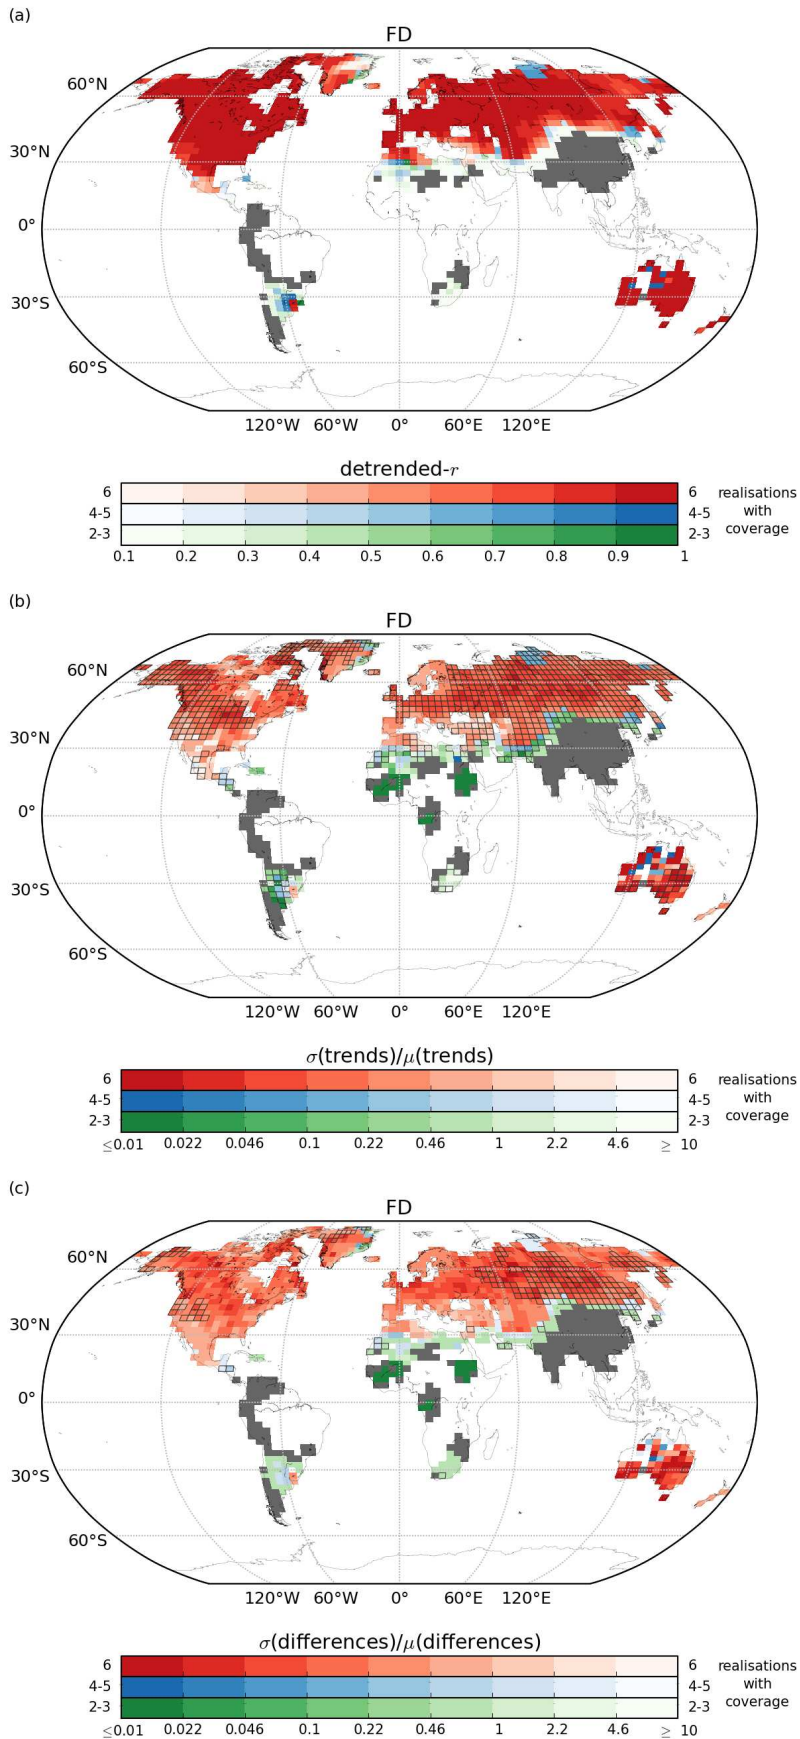 (a)
FD
60°N
30°N
0°
30°S
60°S
120°W 60°W 0° 60°E 120°E
detrended-r
6 6 realisations
4-5 4-5 with
2-3 2-3 coverage
0.1 0.2 0.3 0.4 0.5 0.6 0.7 0.8 0.9 1
(b)
FD
60°N
30°N
0°
30°S
60°S
120°W 60°W 0° 60°E 120°E
σ(trends)/μ(trends)
6 6 realisations
4-5 4-5 with
2-3 2-3 coverage
≤0.01 0.022 0.046 0.1 0.22 0.46 1 2.2 4.6 ≥ 10
(c)
FD
60°N
30°N
0°
30°S
60°S
120°W 60°W 0° 60°E 120°E
σ(differences)/μ(differences)
6 6 realisations
4-5 4-5 with
2-3 2-3 coverage
≤0.01 0.022 0.046 0.1 0.22 0.46 1 2.2 4.6 ≥ 10